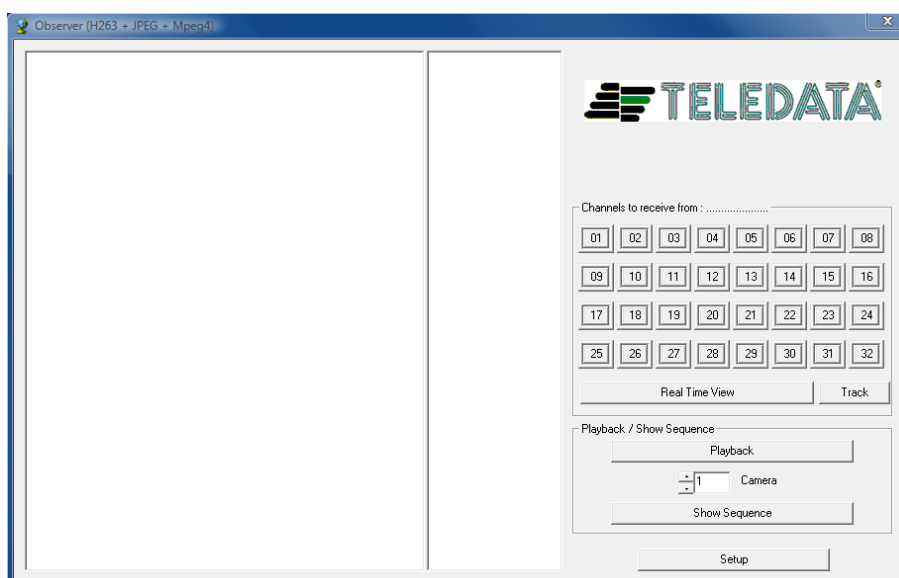 Observer (H263 + JPEG + Mpeg4)
X
TELEDATA®
Channels to receive from : ......................
01 02 03 04 05 06 07 08
09 10 11 12 13 14 15 16
17 18 19 20 21 22 23 24
25 26 27 28 29 30 31 32
Real Time View Track
Playback / Show Sequence
Playback
1 Camera
Show Sequence
Setup